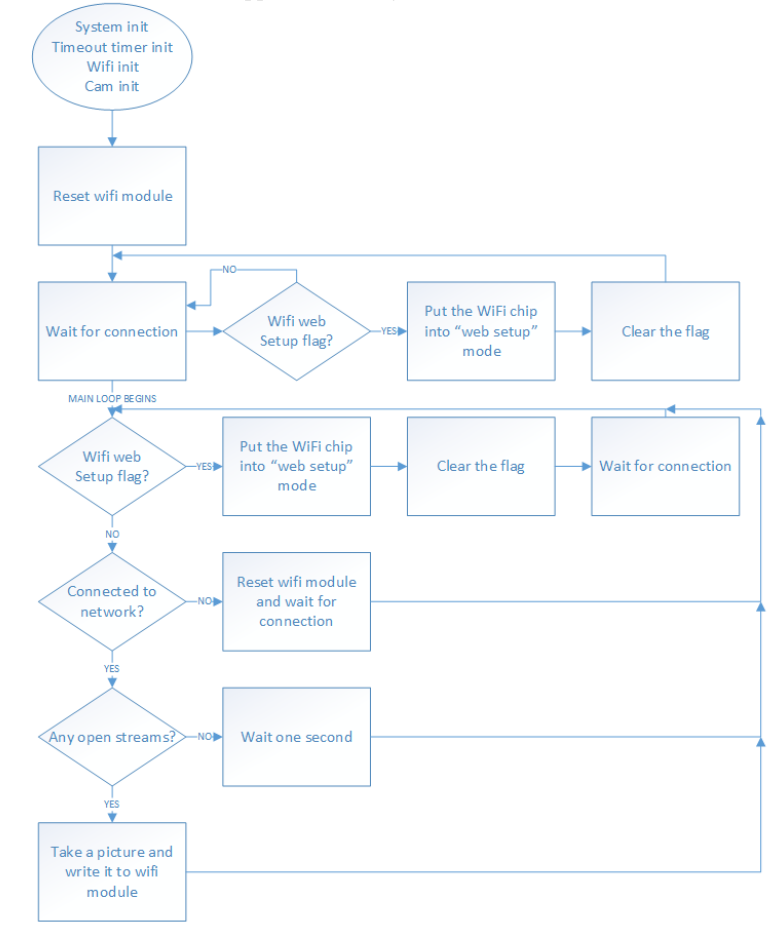 System init
Timeout timer init
Wifi init
Cam init
Reset wifi module
NO
Wait for connection
Wifi web
Setup flag?
YES
Put the WiFi chip
into “web setup”
mode
Clear the flag
MAIN LOOP BEGINS
Wifi web
Setup flag?
YES
Put the WiFi chip
into “web setup”
mode
Clear the flag
Wait for connection
NO
Connected to
network?
NO
Reset wifi module
and wait for
connection
YES
Any open streams?
NO
Wait one second
YES
Take a picture and
write it to wifi
module